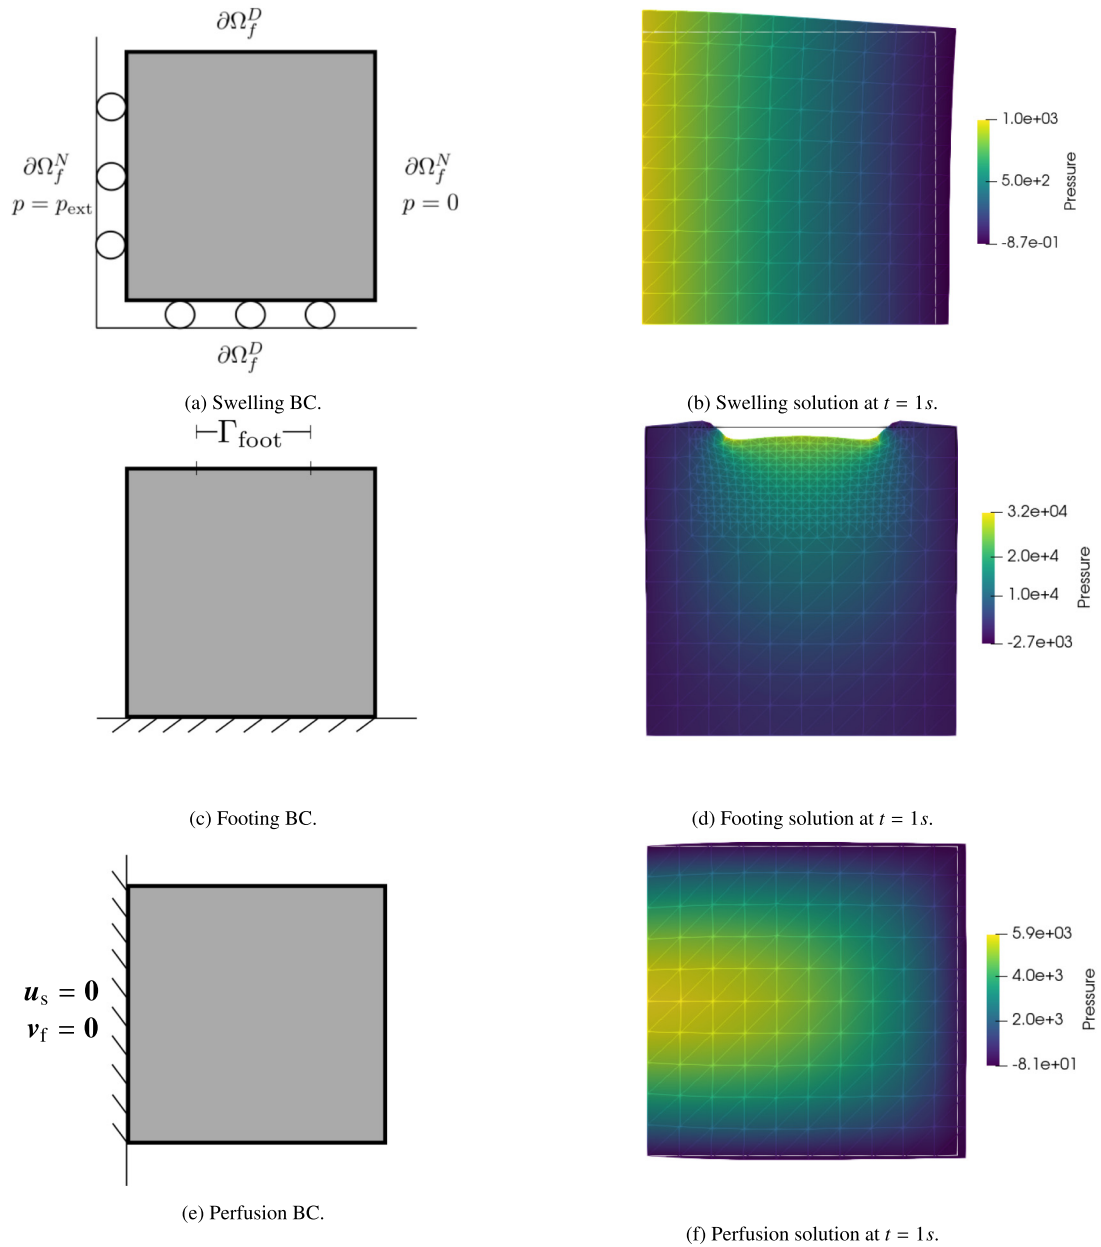 ∂Ω_f^D
∂Ω_f^N
p = p_ext
∂Ω_f^N
p = 0
∂Ω_f^D
(a) Swelling BC.
1.0e+03
5.0e+2
-8.7e-01
Pressure
(b) Swelling solution at t = 1s.
Γ_foot
(c) Footing BC.
3.2e+04
2.0e+4
1.0e+4
-2.7e+03
Pressure
(d) Footing solution at t = 1s.
u_s = 0
v_f = 0
(e) Perfusion BC.
5.9e+03
4.0e+3
2.0e+3
-8.1e+01
Pressure
(f) Perfusion solution at t = 1s.